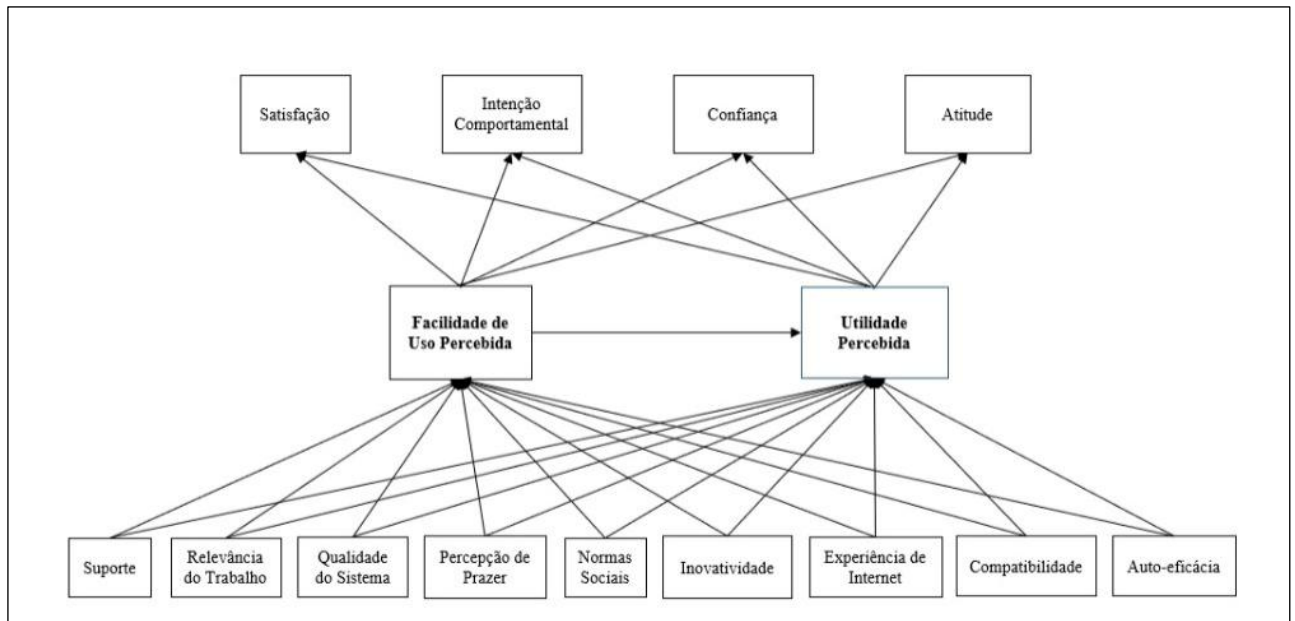 Satisfação
Intenção
Comportamental
Confiança
Atitude
Facilidade de
Uso Percebida
Utilidade
Percebida
Suporte
Relevância
do Trabalho
Qualidade
do Sistema
Percepção de
Prazer
Normas
Sociais
Inovatividade
Experiência de
Internet
Compatibilidade
Auto-eficácia